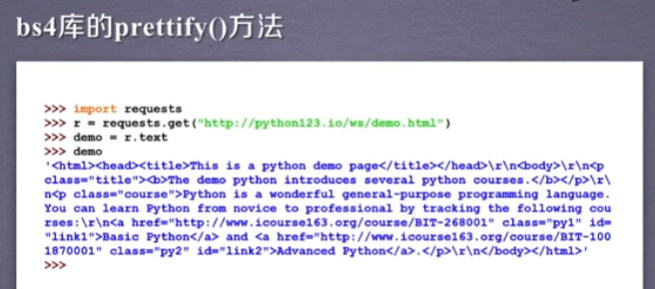 bs4库的prettify()方法
>>> import requests
>>> r = requests.get("http://python123.io/ws/demo.html")
>>> demo = r.text
>>> demo
'<html><head><title>This is a python demo page</title></head>\r\n<body>\r\n<p
class="title"><b>The demo python introduces several python courses.</b></p>\r\
n<p class="course">Python is a wonderful general-purpose programming language.
You can learn Python from novice to professional by tracking the following cou
rses:\r\n<a href="http://www.icourse163.org/course/BIT-268001" class="py1" id=
"link1">Basic Python</a> and <a href="http://www.icourse163.org/course/BIT-100
1870001" class="py2" id="link2">Advanced Python</a>.</p>\r\n</body></html>'
>>>